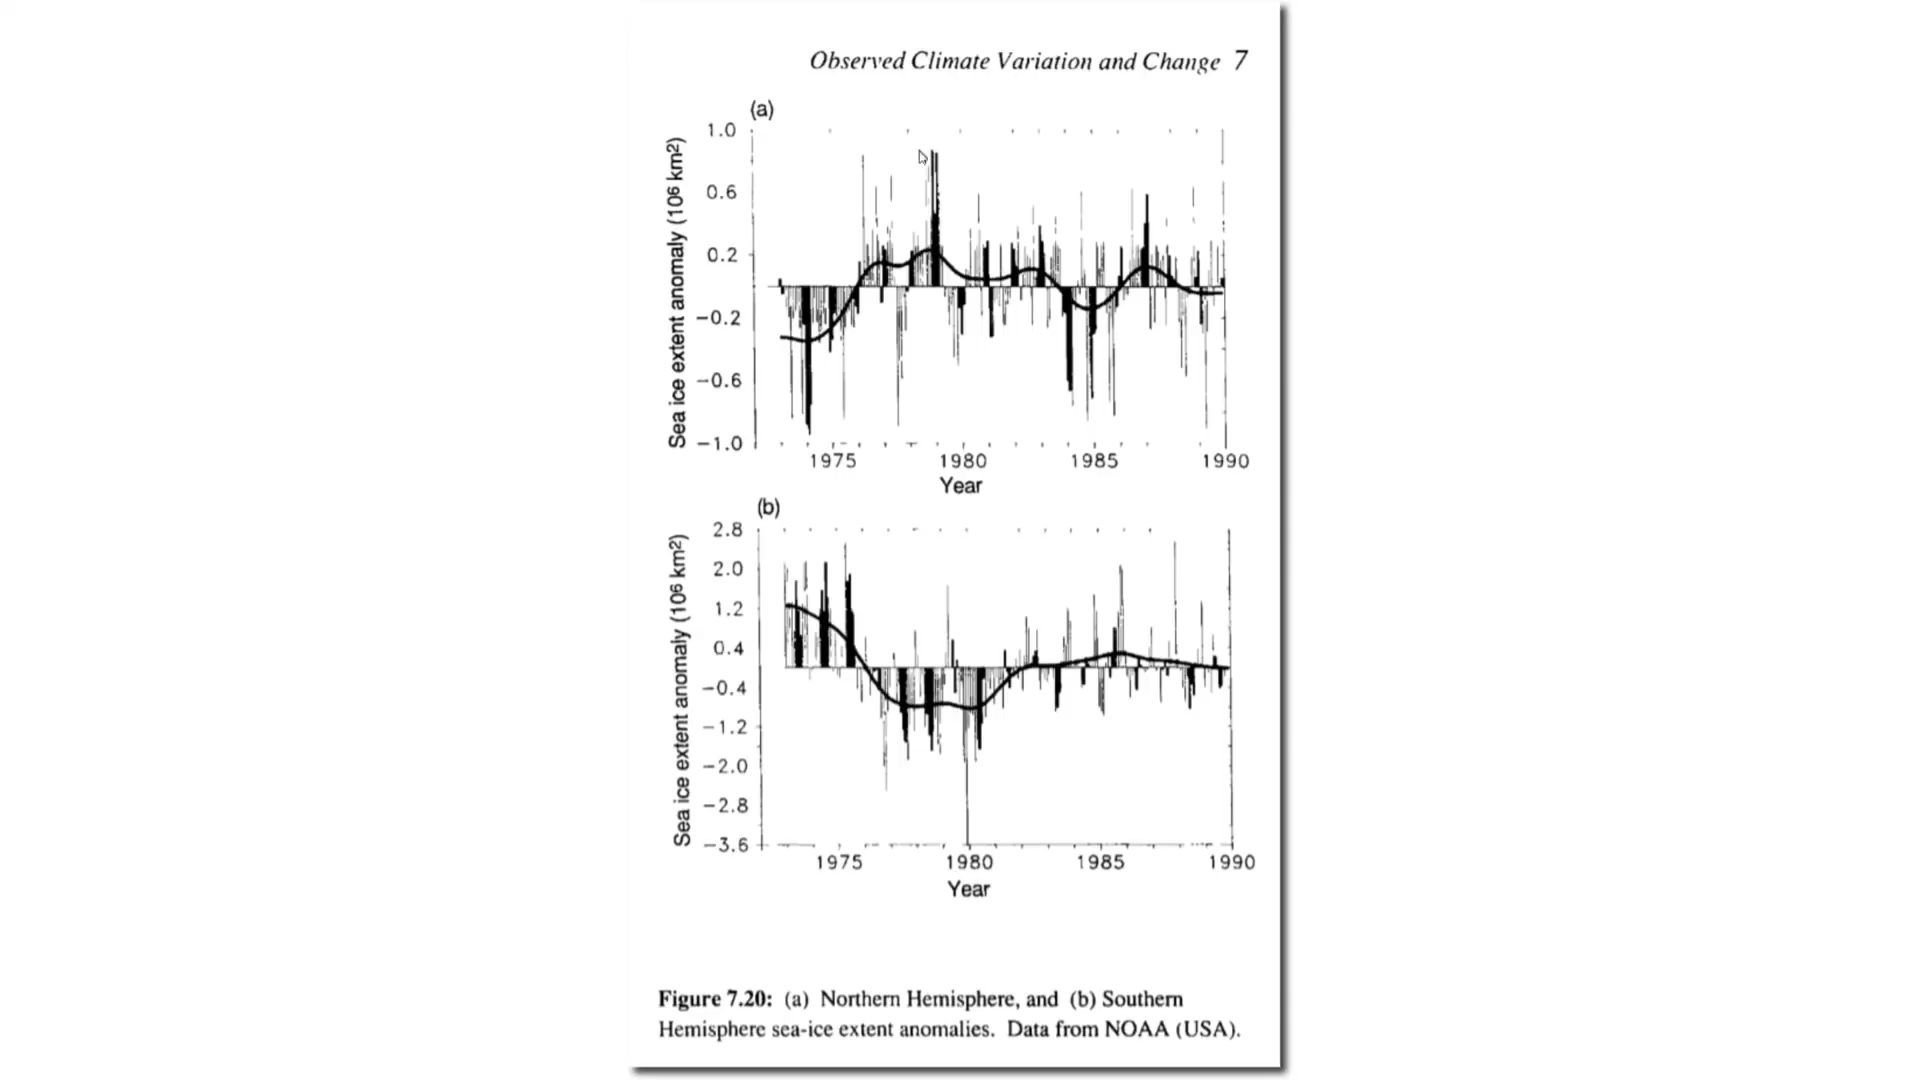 Observed Climate Variation and Change 7
(a)
Sea ice extent anomaly (10⁶ km²)
1.0
0.6
0.2
−0.2
−0.6
−1.0
1975 1980 1985 1990
Year
(b)
Sea ice extent anomaly (10⁶ km²)
2.8
2.0
1.2
0.4
−0.4
−1.2
−2.0
−2.8
−3.6
1975 1980 1985 1990
Year
Figure 7.20: (a) Northern Hemisphere, and (b) Southern
Hemisphere sea-ice extent anomalies. Data from NOAA (USA).